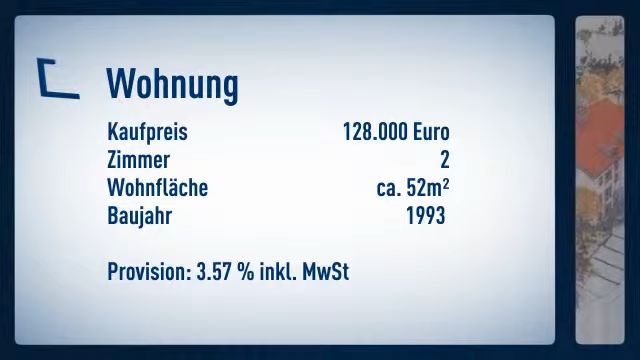 Wohnung
Kaufpreis 128.000 Euro
Zimmer 2
Wohnfläche ca. 52m²
Baujahr 1993
Provision: 3.57 % inkl. MwSt